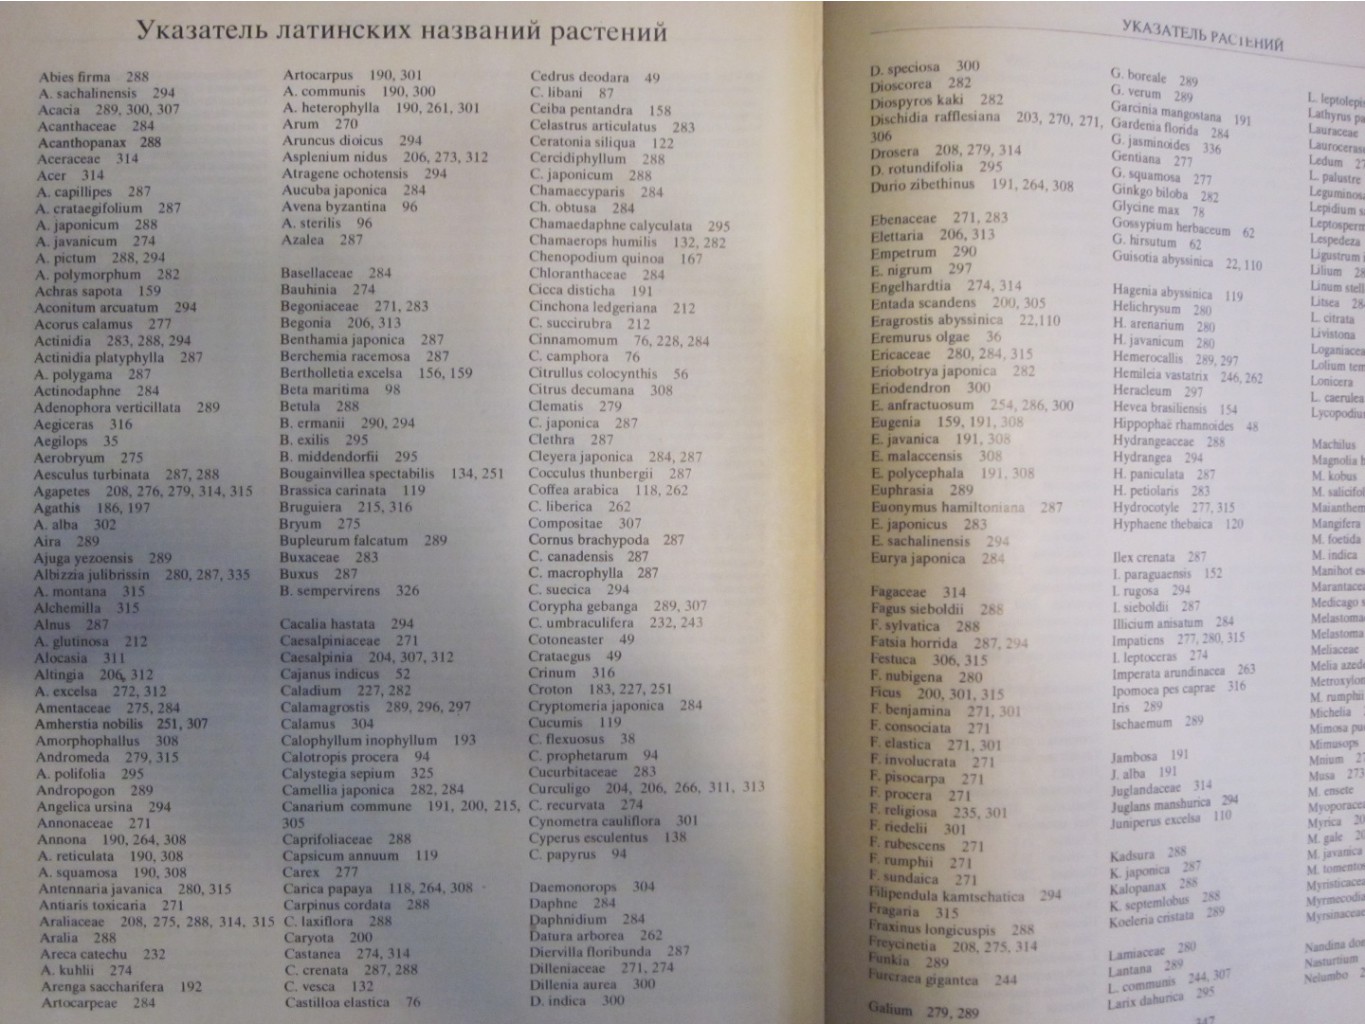 Указатель латинских названий растений
Abies firma 288
A. sachalinensis 294
Acacia 289, 300, 307
Acanthaceae 284
Acanthopanax 288
Aceraceae 314
Acer 314
A. capillipes 287
A. crataegifolium 287
A. japonicum 288
A. javanicum 274
A. pictum 288, 294
A. polymorphum 282
Achras sapota 159
Aconitum arcuatum 294
Acorus calamus 277
Actinidia 283, 288, 294
Actinidia platyphylla 287
A. polygama 287
Actinodaphne 284
Adenophora verticillata 289
Aegiceras 316
Aegilops 35
Aerobryum 275
Aesculus turbinata 287, 288
Agapetes 208, 276, 279, 314, 315
Agathis 186, 197
A. alba 302
Aira 289
Ajuga yezoensis 289
Albizzia julibrissin 280, 287, 335
A. montana 315
Alchemilla 315
Alnus 287
A. glutinosa 212
Alocasia 311
Altingia 206, 312
A. excelsa 272, 312
Amentaceae 275, 284
Amherstia nobilis 251, 307
Amorphophallus 308
Andromeda 279, 315
A. polifolia 295
Andropogon 289
Angelica ursina 294
Annonaceae 271
Annona 190, 264, 308
A. reticulata 190, 308
A. squamosa 190, 308
Antennaria javanica 280, 315
Antiaris toxicaria 271
Araliaceae 208, 275, 288, 314, 315
Aralia 288
Areca catechu 232
A. kuhlii 274
Arenga saccharifera 192
Artocarpeae 284
Artocarpus 190, 301
A. communis 190, 300
A. heterophylla 190, 261, 301
Arum 270
Aruncus dioicus 294
Asplenium nidus 206, 273, 312
Atragene ochotensis 294
Aucuba japonica 284
Avena byzantina 96
A. sterilis 96
Azalea 287
Basellaceae 284
Bauhinia 274
Begoniaceae 271, 283
Begonia 206, 313
Benthamia japonica 287
Berchemia racemosa 287
Bertholletia excelsa 156, 159
Beta maritima 98
Betula 288
B. ermanii 290, 294
B. exilis 295
B. middendorfii 295
Bougainvillea spectabilis 134, 251
Brassica carinata 119
Bruguiera 215, 316
Bryum 275
Bupleurum falcatum 289
Buxaceae 283
Buxus 287
B. sempervirens 326
Cacalia hastata 294
Caesalpiniaceae 271
Caesalpinia 204, 307, 312
Cajanus indicus 52
Caladium 227, 282
Calamagrostis 289, 296, 297
Calamus 304
Calophyllum inophyllum 193
Calotropis procera 94
Calystegia sepium 325
Camellia japonica 282, 284
Canarium commune 191, 200, 215,
305
Caprifoliaceae 288
Capsicum annuum 119
Carex 277
Carica papaya 118, 264, 308
Carpinus cordata 288
C. laxiflora 288
Caryota 200
Castanea 274, 314
C. crenata 287, 288
C. vesca 132
Castilloa elastica 76
Cedrus deodara 49
C. libani 87
Ceiba pentandra 158
Celastrus articulatus 283
Ceratonia siliqua 122
Cercidiphyllum 288
C. japonicum 288
Chamaecyparis 284
Ch. obtusa 284
Chamaedaphne calyculata 295
Chamaerops humilis 132, 282
Chenopodium quinoa 167
Chloranthaceae 284
Cicca disticha 191
Cinchona ledgeriana 212
C. succirubra 212
Cinnamomum 76, 228, 284
C. camphora 76
Citrullus colocynthis 56
Citrus decumana 308
Clematis 279
C. japonica 287
Clethra 287
Cleyera japonica 284, 287
Cocculus thunbergii 287
Coffea arabica 118, 262
C. liberica 262
Compositae 307
Cornus brachypoda 287
C. canadensis 287
C. macrophylla 287
C. suecica 294
Corypha gebanga 289, 307
C. umbraculifera 232, 243
Cotoneaster 49
Crataegus 49
Crinum 316
Croton 183, 227, 251
Cryptomeria japonica 284
Cucumis 119
C. flexuosus 38
C. prophetarum 94
Cucurbitaceae 283
Curculigo 204, 206, 266, 311, 313
C. recurvata 274
Cynometra cauliflora 301
Cyperus esculentus 138
C. papyrus 94
Daemonorops 304
Daphne 284
Daphnidium 284
Datura arborea 262
Diervilla floribunda 287
Dilleniaceae 271, 274
Dillenia aurea 300
D. indica 300
УКАЗАТЕЛЬ РАСТЕНИЙ
D. speciosa 300
Dioscorea 282
Diospyros kaki 282
Dischidia rafflesiana 203, 270, 271,
306
Drosera 208, 279, 314
D. rotundifolia 295
Durio zibethinus 191, 264, 308
Ebenaceae 271, 283
Elettaria 206, 313
Empetrum 290
E. nigrum 297
Engelhardtia 274, 314
Entada scandens 200, 305
Eragrostis abyssinica 22,110
Eremurus olgae 36
Ericaceae 280, 284, 315
Eriobotrya japonica 282
Eriodendron 300
E. anfractuosum 254, 286, 300
Eugenia 159, 191, 308
E. javanica 191, 308
E. malaccensis 308
E. polycephala 191, 308
Euphrasia 289
Euonymus hamiltoniana 287
E. japonicus 283
E. sachalinensis 294
Eurya japonica 284
Fagaceae 314
Fagus sieboldii 288
F. sylvatica 288
Fatsia horrida 287, 294
Festuca 306, 315
F. nubigena 280
Ficus 200, 301, 315
F. benjamina 271, 301
F. consociata 271
F. elastica 271, 301
F. involucrata 271
F. pisocarpa 271
F. procera 271
F. religiosa 235, 301
F. riedelii 301
F. rubescens 271
F. rumphii 271
F. sundaica 271
Filipendula kamtschatica 294
Fragaria 315
Fraxinus longicuspis 288
Freycinetia 208, 275, 314
Funkia 289
Furcraea gigantea 244
Galium 279, 289
G. boreale 289
G. verum 289
Garcinia mangostana 191
Gardenia florida 284
G. jasminoides 336
Gentiana 277
G. squamosa 277
Ginkgo biloba 282
Glycine max 78
Gossypium herbaceum 62
G. hirsutum 62
Guisotia abyssinica 22, 110
Hagenia abyssinica 119
Helichrysum 280
H. arenarium 280
H. javanicum 280
Hemerocallis 289, 297
Hemileia vastatrix 246, 262
Heracleum 297
Hevea brasiliensis 154
Hippophaë rhamnoides 48
Hydrangeaceae 288
Hydrangea 294
H. paniculata 287
H. petiolaris 283
Hydrocotyle 277, 315
Hyphaene thebaica 120
Ilex crenata 287
I. paraguaensis 152
I. rugosa 294
I. sieboldii 287
Illicium anisatum 284
Impatiens 277, 280, 315
I. leptoceras 274
Imperata arundinacea 263
Ipomoea pes caprae 316
Iris 289
Ischaemum 289
Jambosa 191
J. alba 191
Juglandaceae 314
Juglans manshurica 294
Juniperus excelsa 110
Kadsura 288
K. japonica 287
Kalopanax 288
K. septemlobus 288
Koeleria cristata 289
Lamiaceae 280
Lantana 289
L. communis 244, 307
Larix dahurica 295
347
L. leptolepis
Lathyrus
Lauraceae
Ledum
L. palustre
Lepidium
Lespedeza
Ligustrum
Lilium
Linum
Litsea
L. citrata
Livistona
Lolium
Lonicera
L. caerulea
Machilus
Magnolia
M. kobus
Mangifera
M. foetida
M. indica
Manihot
Medicago
Melastoma
Meliaceae
Michelia
Mimusops
Mnium
Musa 273
M. ensete
Myrica
M. gale
M. javanica
Nandina
Nasturtium
Nelumbo